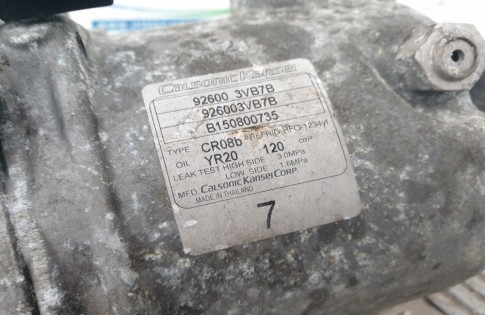 Calsonic Kansei
92600 3VB7B
926003VB7B
B150800735
TYPE CR08b REFRIG HFO-1234yf
OIL YR20 120 cm³
LEAK TEST HIGH SIDE 3.0MPa
LOW SIDE 1.6MPa
MFD. CALSONIC KANSEI CORP
MADE IN THAILAND
7